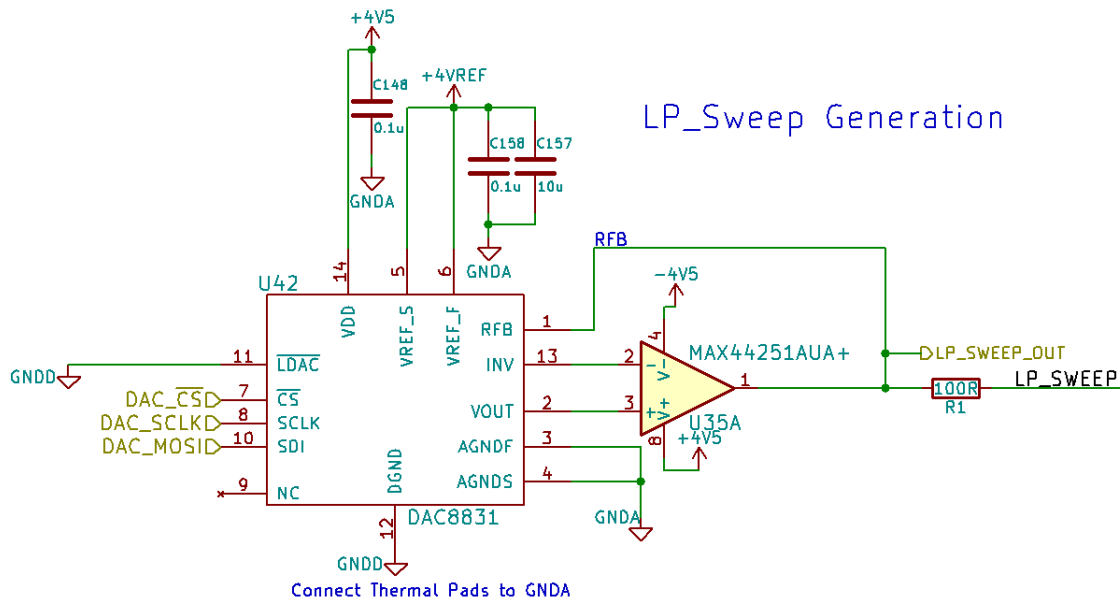 +4V5
C148
0.1u
GNDA
+4VREF
C158
C157
0.1u
10u
GNDA
LP_Sweep Generation
RFB
U42
14
5
6
VDD
VREF_S
VREF_F
-4V5
4
RFB
1
MAX44251AUA+
GNDD
11
LDAC
INV
13
2
-
V-
1
LP_SWEEP_OUT
LP_SWEEP
100R
R1
DAC_CS
7
CS
DAC_SCLK
8
SCLK
VOUT
2
3
+
V+
U35A
8
+4V5
DAC_MOSI
10
SDI
AGNDF
3
DGND
AGNDS
4
9
NC
GNDA
DAC8831
12
GNDD
Connect Thermal Pads to GNDA